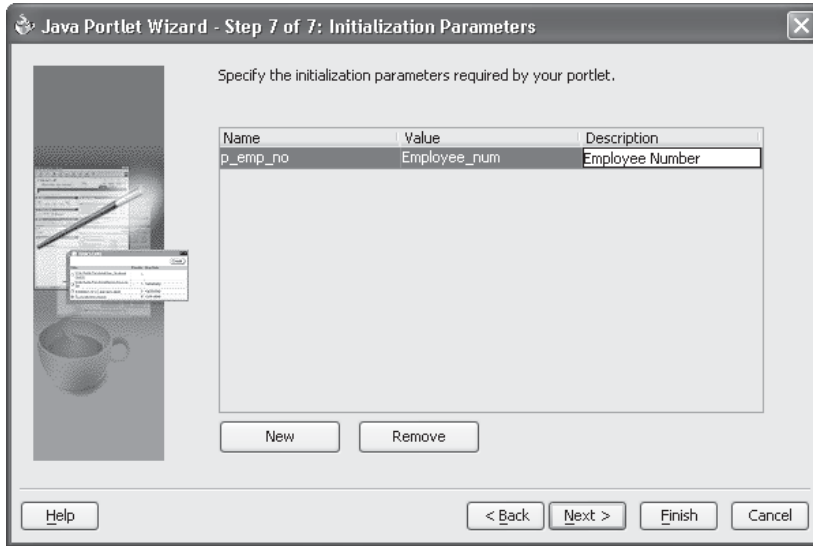 Java Portlet Wizard - Step 7 of 7: Initialization Parameters
Specify the initialization parameters required by your portlet.
Name Value Description
p_emp_no Employee_num Employee Number
New Remove
Help < Back Next > Finish Cancel